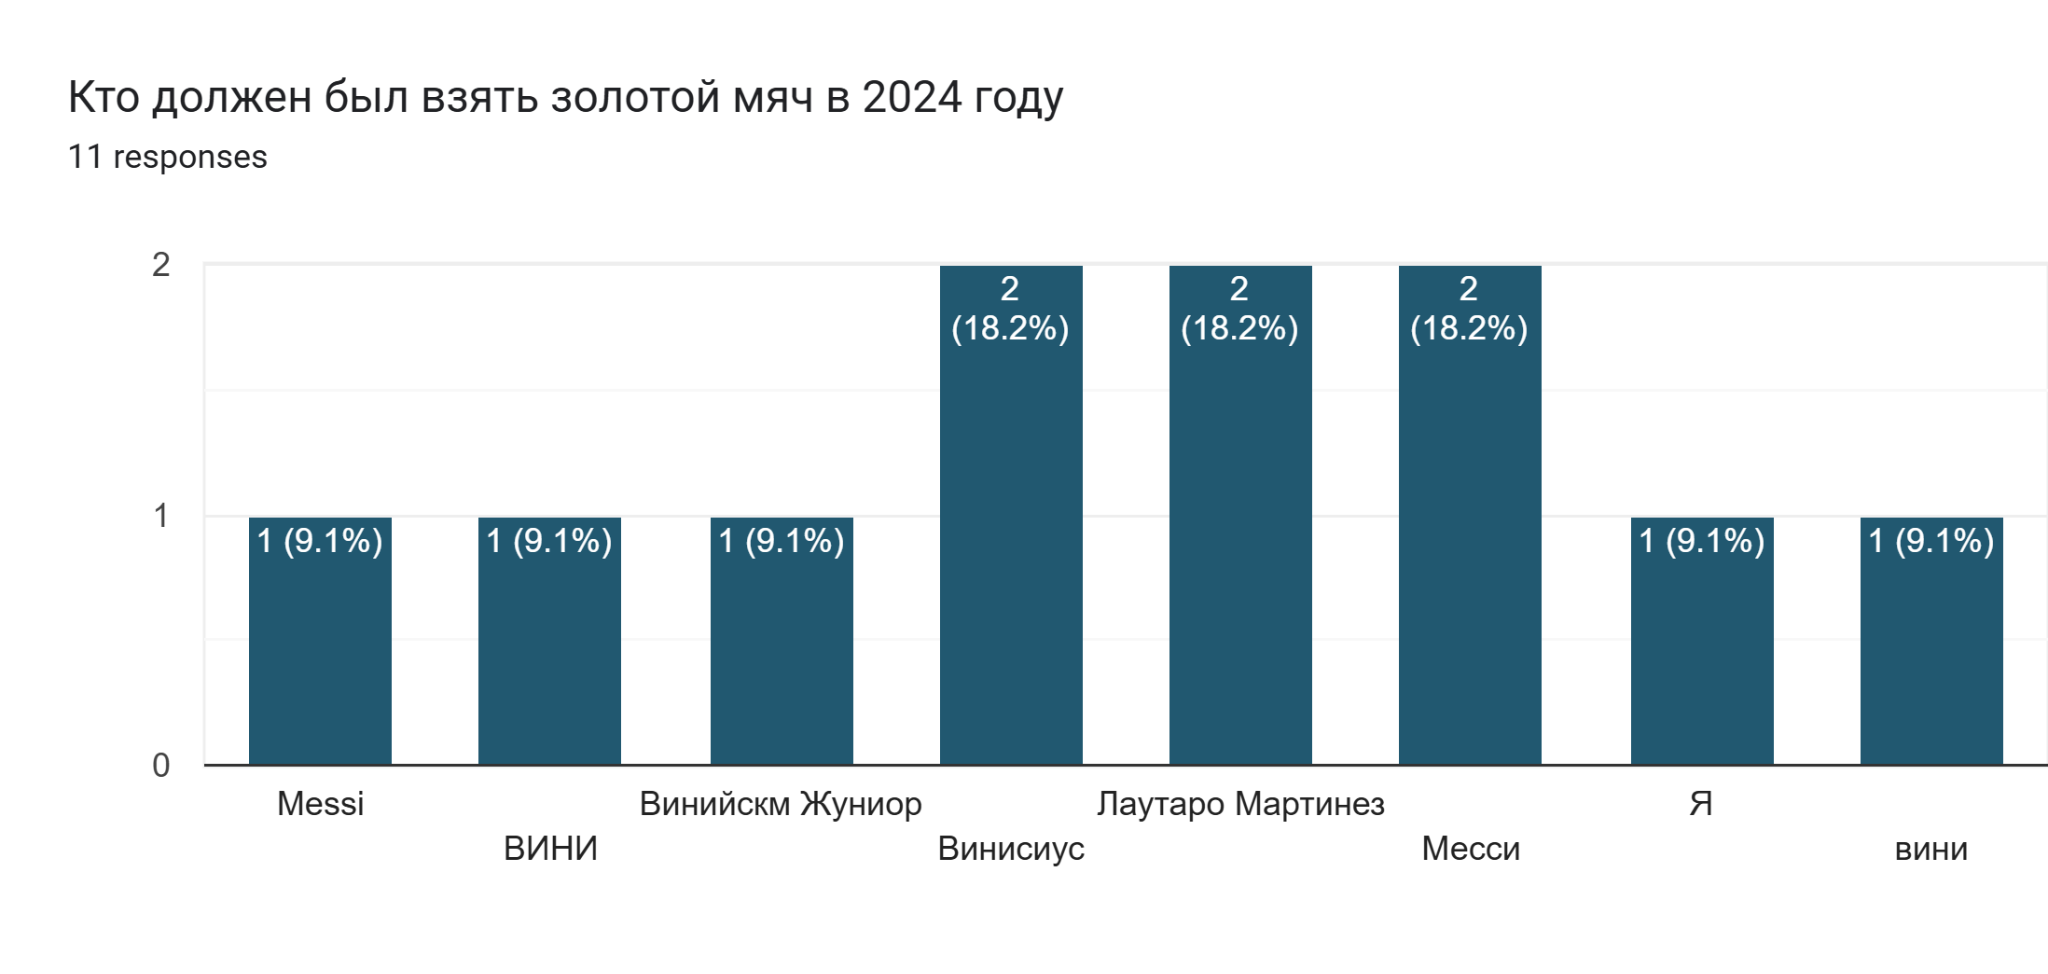 Кто должен был взять золотой мяч в 2024 году
11 responses
2
1
0
1 (9.1%)
1 (9.1%)
1 (9.1%)
2
(18.2%)
2
(18.2%)
2
(18.2%)
1 (9.1%)
1 (9.1%)
Messi
ВИНИ
Винийскм Жуниор
Винисиус
Лаутаро Мартинез
Месси
Я
вини